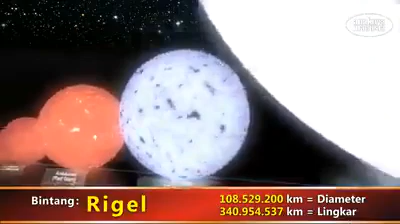 Bintang: Rigel
108.529.200 km = Diameter
340.954.537 km = Lingkar